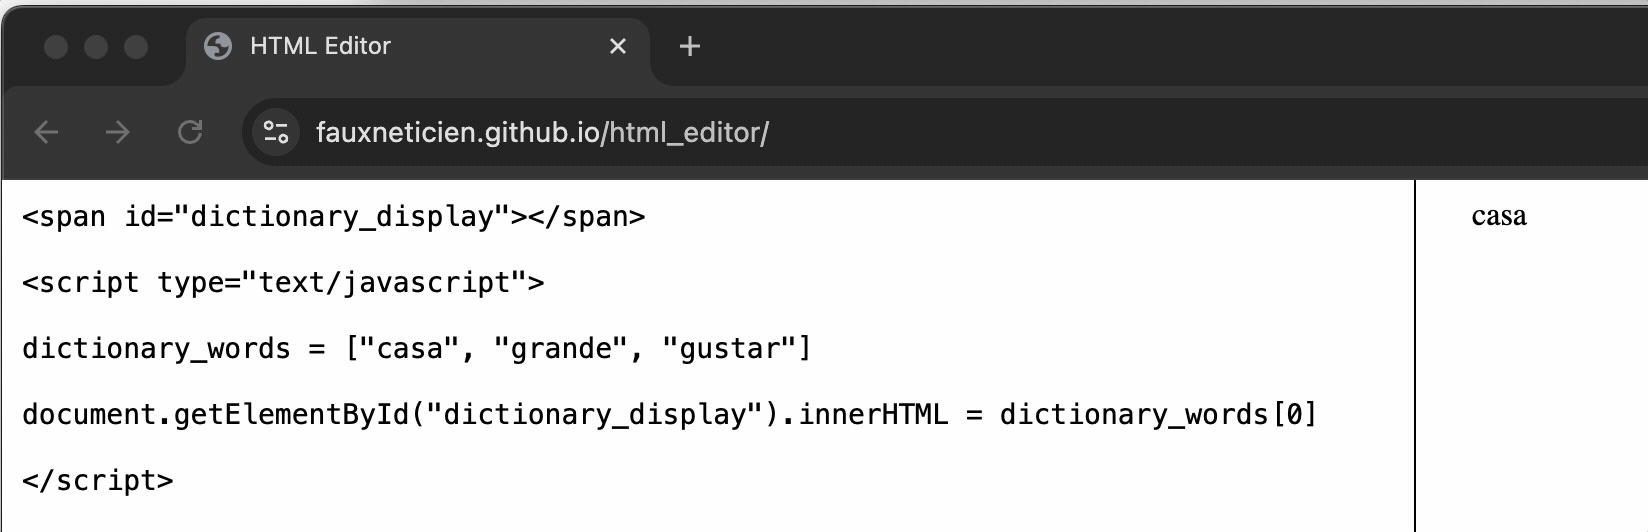 HTML Editor
fauxneticien.github.io/html_editor/
<span id="dictionary_display"></span>
casa
<script type="text/javascript">
dictionary_words = ["casa", "grande", "gustar"]
document.getElementById("dictionary_display").innerHTML = dictionary_words[0]
</script>